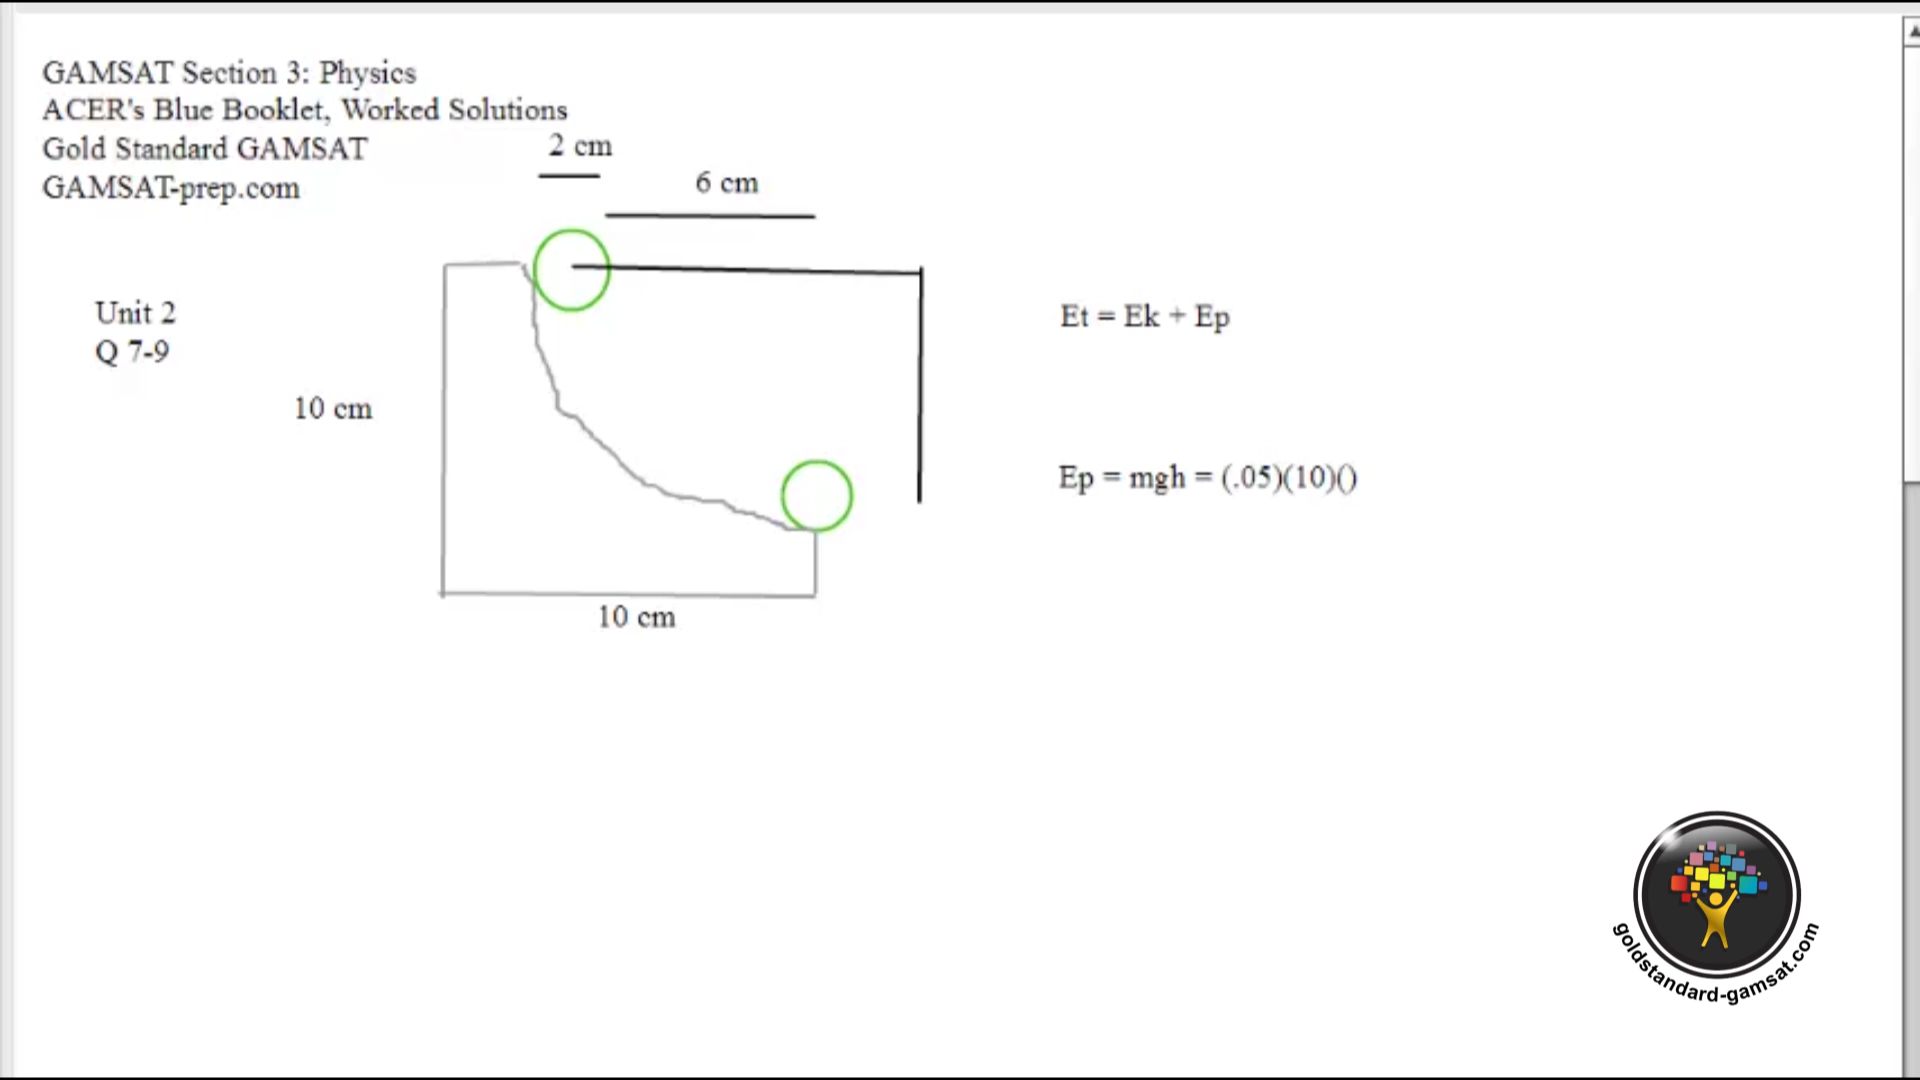 GAMSAT Section 3: Physics
ACER's Blue Booklet, Worked Solutions
Gold Standard GAMSAT
GAMSAT-prep.com
2 cm
6 cm
Unit 2
Q 7-9
10 cm
10 cm
Et = Ek + Ep
Ep = mgh = (.05)(10)()
goldstandard-gamsat.com